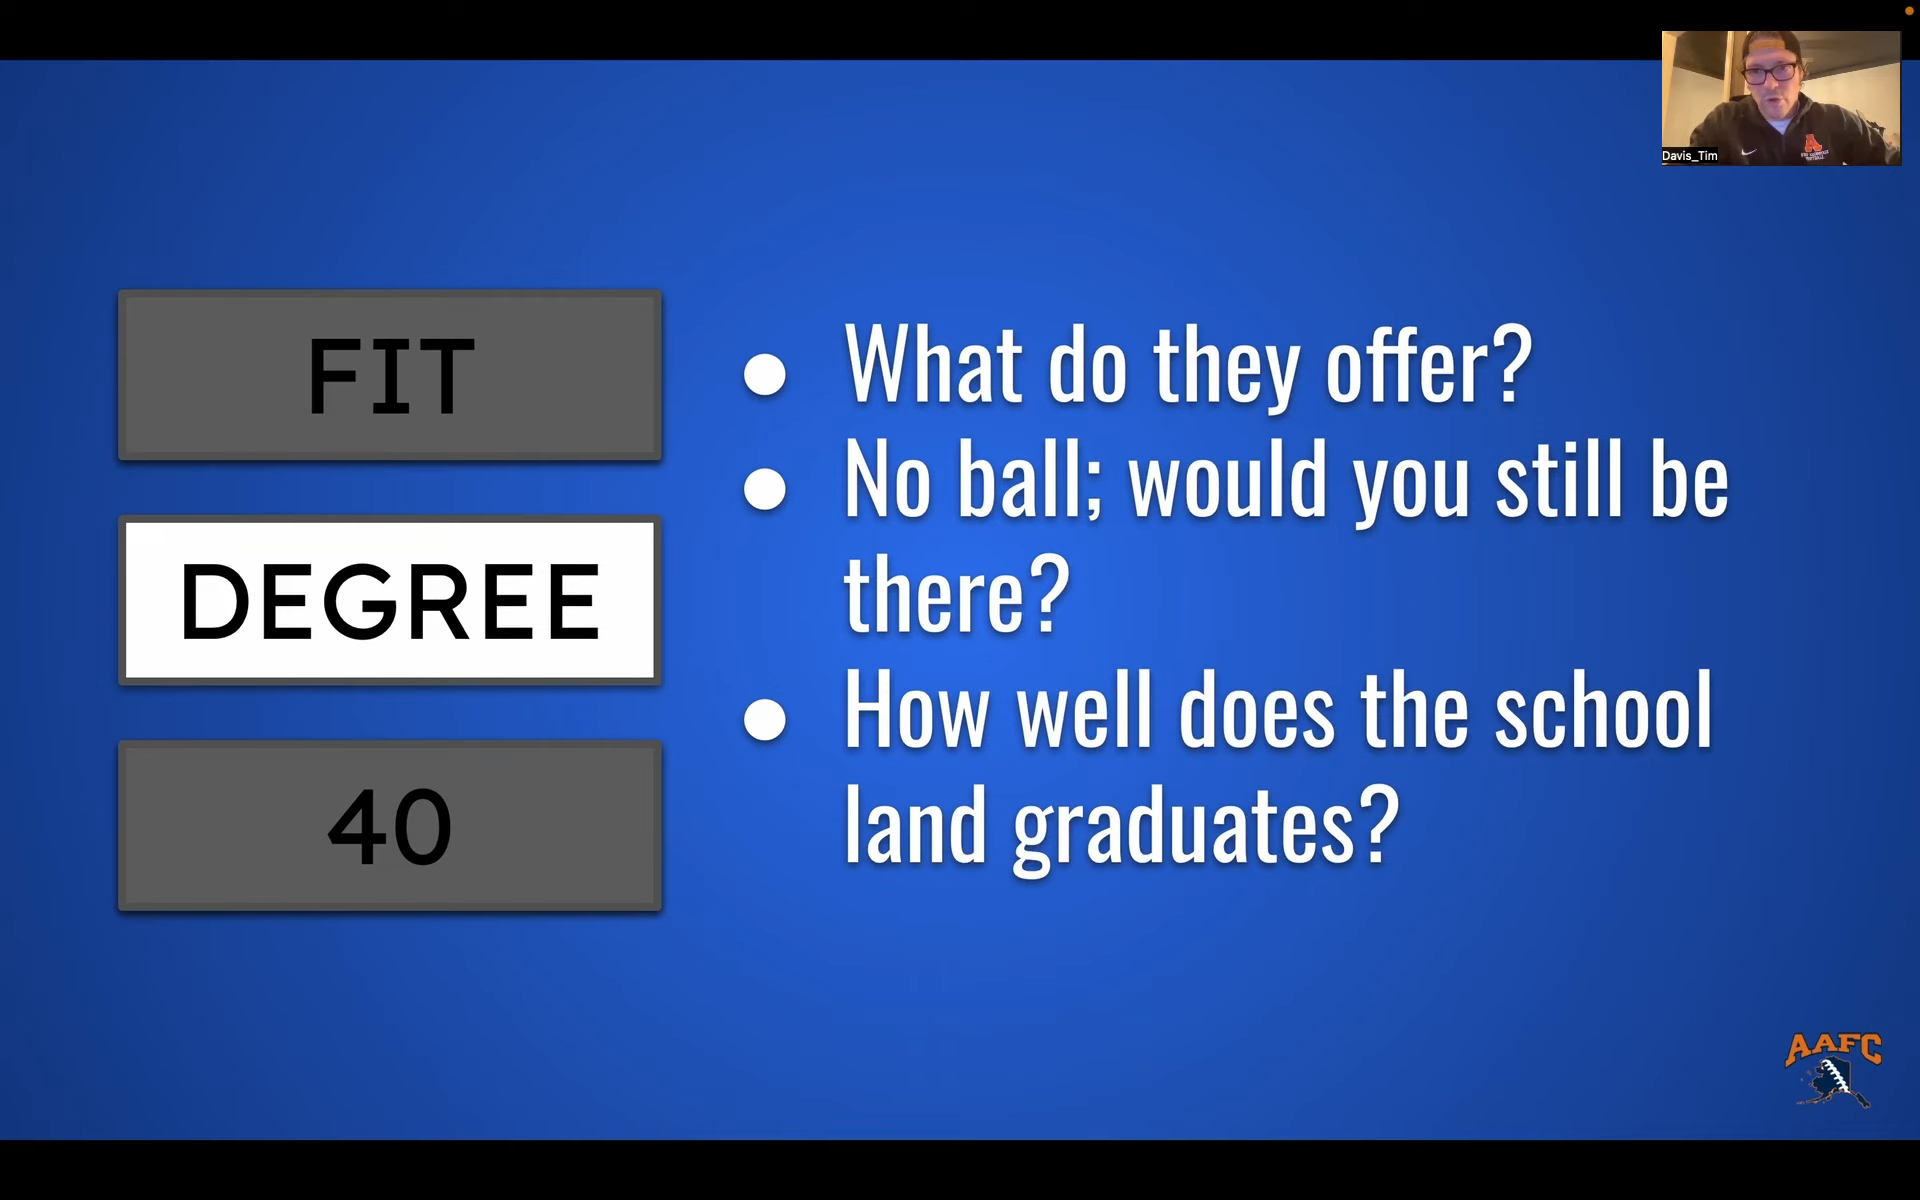 Davis_Tim
A
FIT
DEGREE
40
● What do they offer?
● No ball; would you still be
there?
● How well does the school
land graduates?
AAFC